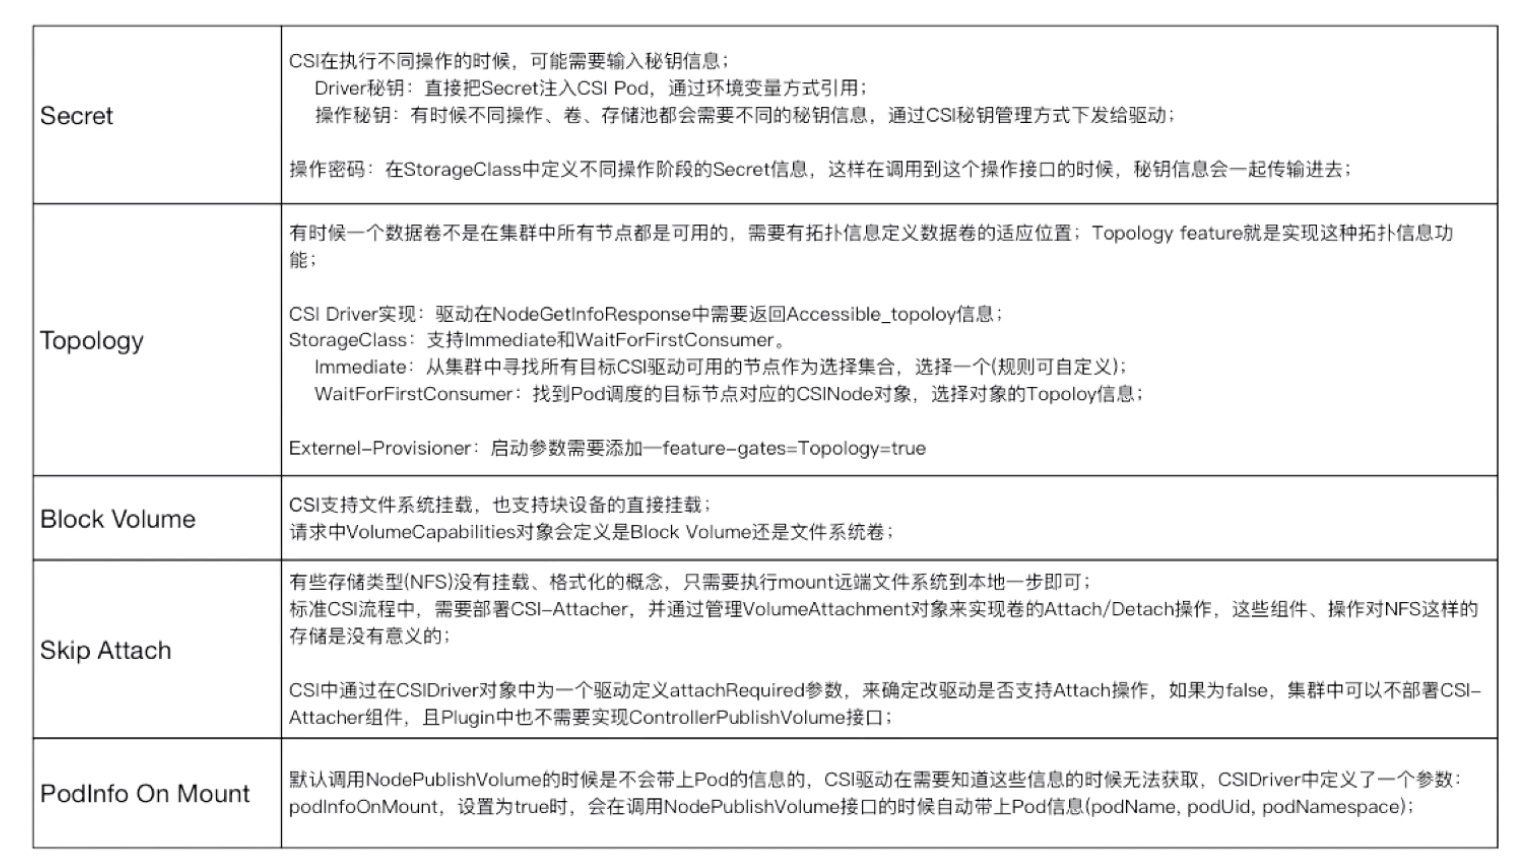 Secret
CSI在执行不同操作的时候，可能需要输入秘钥信息；
Driver秘钥：直接把Secret注入CSI Pod，通过环境变量方式引用；
操作秘钥：有时候不同操作、卷、存储池都会需要不同的秘钥信息，通过CSI秘钥管理方式下发给驱动；
操作密码：在StorageClass中定义不同操作阶段的Secret信息，这样在调用到这个操作接口的时候，秘钥信息会一起传输进去；
Topology
有时候一个数据卷不是在集群中所有节点都是可用的，需要有拓扑信息定义数据卷的适应位置；Topology feature就是实现这种拓扑信息功
能；
CSI Driver实现：驱动在NodeGetInfoResponse中需要返回Accessible_topoloy信息；
StorageClass：支持Immediate和WaitForFirstConsumer。
Immediate：从集群中寻找所有目标CSI驱动可用的节点作为选择集合，选择一个(规则可自定义)；
WaitForFirstConsumer：找到Pod调度的目标节点对应的CSINode对象，选择对象的Topoloy信息；
Externel-Provisioner：启动参数需要添加—feature-gates=Topology=true
Block Volume
CSI支持文件系统挂载，也支持块设备的直接挂载；
请求中VolumeCapabilities对象会定义是Block Volume还是文件系统卷；
Skip Attach
有些存储类型(NFS)没有挂载、格式化的概念，只需要执行mount远端文件系统到本地一步即可；
标准CSI流程中，需要部署CSI-Attacher，并通过管理VolumeAttachment对象来实现卷的Attach/Detach操作，这些组件、操作对NFS这样的
存储是没有意义的；
CSI中通过在CSIDriver对象中为一个驱动定义attachRequired参数，来确定改驱动是否支持Attach操作，如果为false，集群中可以不部署CSI-
Attacher组件，且Plugin中也不需要实现ControllerPublishVolume接口；
PodInfo On Mount
默认调用NodePublishVolume的时候是不会带上Pod的信息的，CSI驱动在需要知道这些信息的时候无法获取，CSIDriver中定义了一个参数：
podInfoOnMount，设置为true时，会在调用NodePublishVolume接口的时候自动带上Pod信息(podName, podUid, podNamespace)；